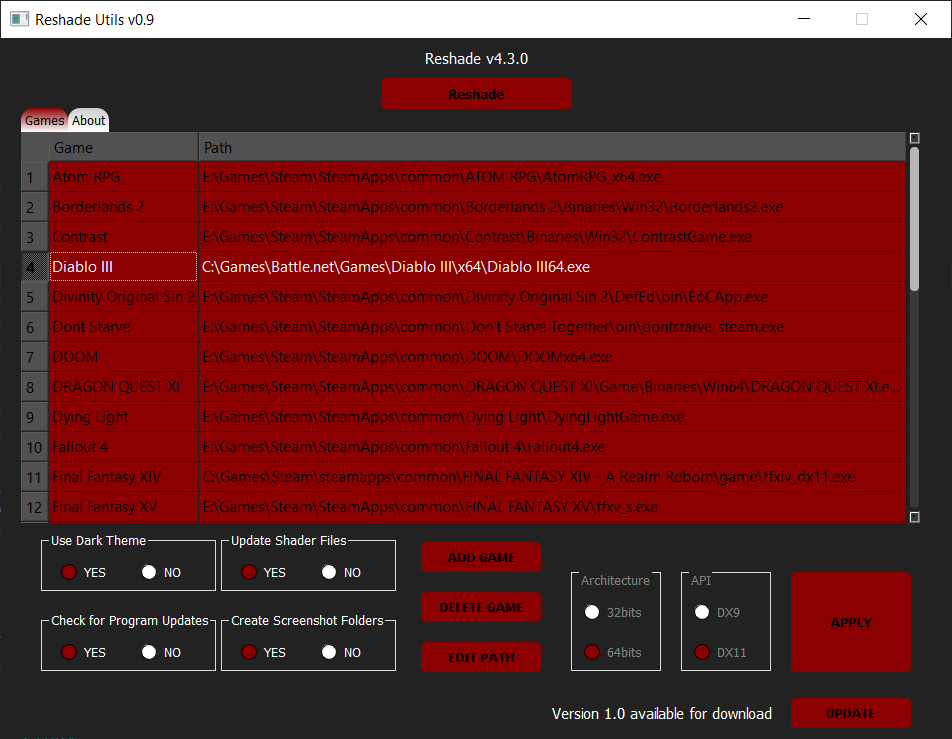 Reshade Utils v0.9
Reshade v4.3.0
Reshade
Games About
Game Path
1 Atom RPG E:\Games\Steam\SteamApps\common\ATOM RPG\AtomRPG_x64.exe
2 Borderlands 2 E:\Games\Steam\SteamApps\common\Borderlands 2\Binaries\Win32\Borderlands2.exe
3 Contrast E:\Games\Steam\SteamApps\common\Contrast\Binaries\Win32\ContrastGame.exe
4 Diablo III C:\Games\Battle.net\Games\Diablo III\x64\Diablo III64.exe
5 Divinity Original Sin 2 E:\Games\Steam\SteamApps\common\Divinity Original Sin 2\DefEd\bin\EoCApp.exe
6 Dont Starve E:\Games\Steam\SteamApps\common\Don't Starve Together\bin\dontstarve_steam.exe
7 DOOM E:\Games\Steam\SteamApps\common\DOOM\DOOMx64.exe
8 DRAGON QUEST XI E:\Games\Steam\SteamApps\common\DRAGON QUEST XI\Game\Binaries\Win64\DRAGON QUEST XI.e...
9 Dying Light E:\Games\Steam\SteamApps\common\Dying Light\DyingLightGame.exe
10 Fallout 4 E:\Games\Steam\SteamApps\common\Fallout 4\Fallout4.exe
11 Final Fantasy XIV C:\Games\Steam\steamapps\common\FINAL FANTASY XIV - A Realm Reborn\game\ffxiv_dx11.exe
12 Final Fantasy XV E:\Games\Steam\SteamApps\common\FINAL FANTASY XV\ffxv_s.exe
Use Dark Theme Update Shader Files
YES NO YES NO
ADD GAME
Architecture API
32bits DX9
DELETE GAME
Check for Program Updates Create Screenshot Folders
APPLY
YES NO YES NO
EDIT PATH
64bits DX11
Version 1.0 available for download UPDATE